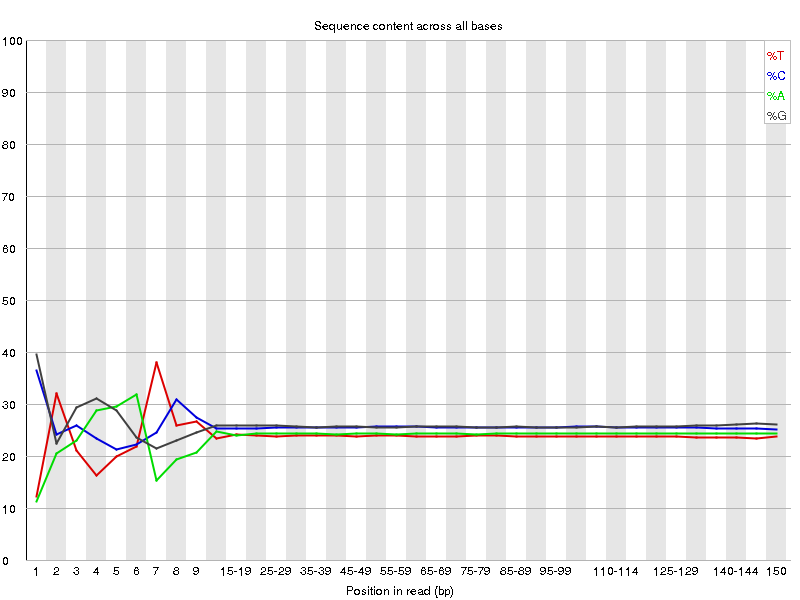 Sequence content across all bases
100
90
80
70
60
50
40
30
20
10
0
%T
%C
%A
%G
1 2 3 4 5 6 7 8 9 15-19 25-29 35-39 45-49 55-59 65-69 75-79 85-89 95-99 110-114 125-129 140-144 150
Position in read (bp)